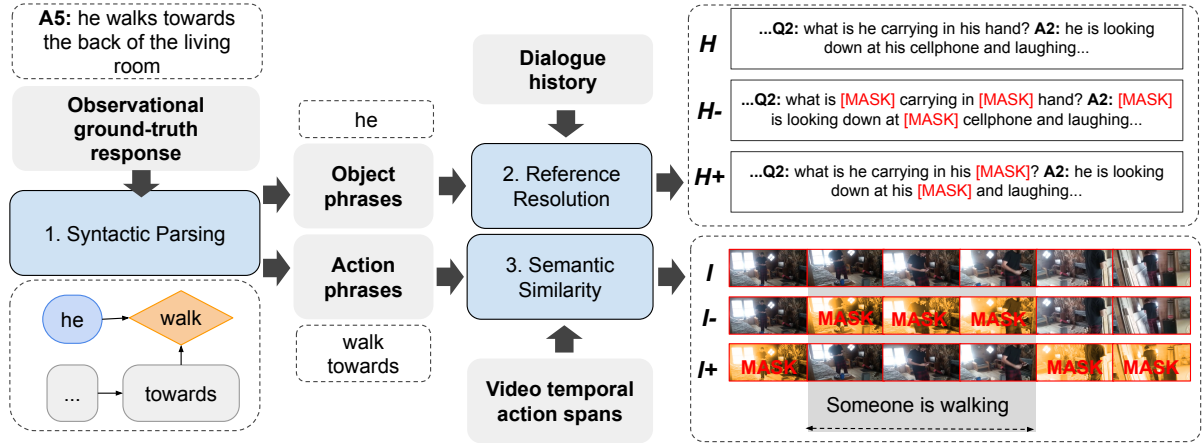 A5: he walks towards
the back of the living
room
Observational
ground-truth
response
1. Syntactic Parsing
he
walk
...
towards
he
Object
phrases
Action
phrases
walk
towards
Dialogue
history
2. Reference
Resolution
3. Semantic
Similarity
Video temporal
action spans
H
...Q2: what is he carrying in his hand? A2: he is looking
down at his cellphone and laughing...
H-
...Q2: what is [MASK] carrying in [MASK] hand? A2: [MASK]
is looking down at [MASK] cellphone and laughing...
H+
...Q2: what is he carrying in his [MASK]? A2: he is looking
down at his [MASK] and laughing...
I
I-
MASK MASK MASK
I+
MASK MASK MASK
Someone is walking